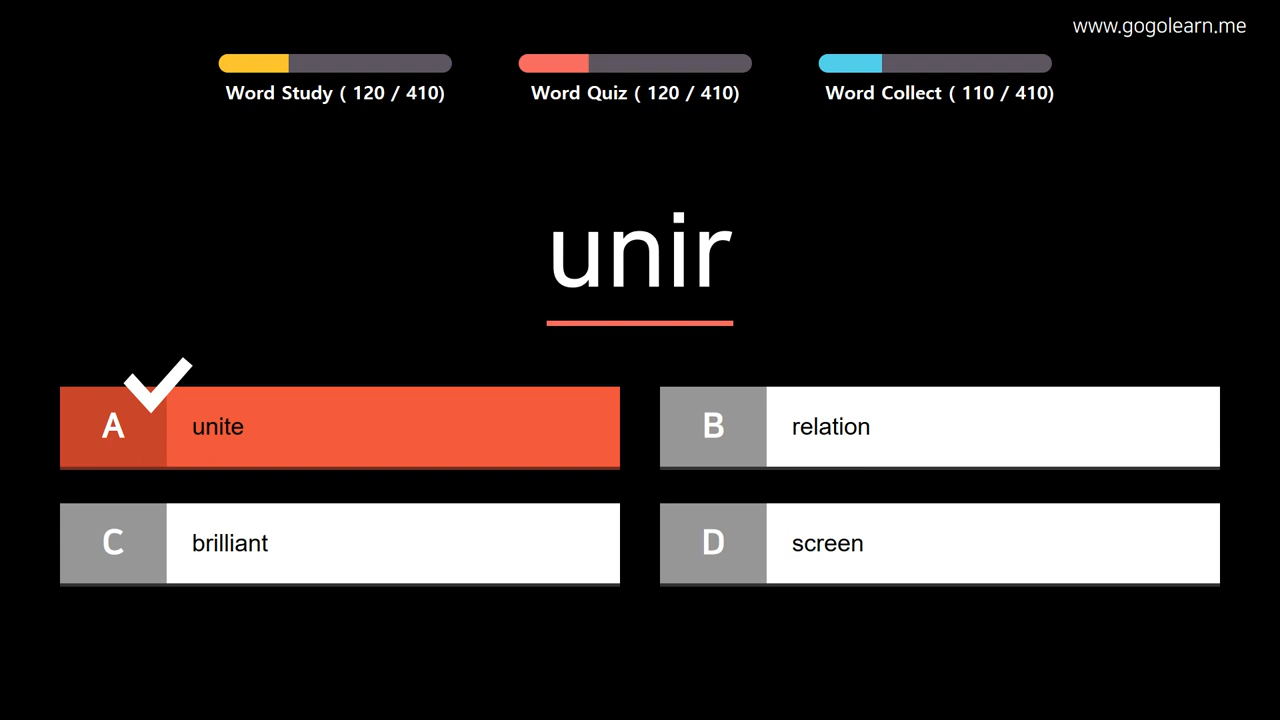 www.gogolearn.me
Word Study ( 120 / 410)
Word Quiz ( 120 / 410)
Word Collect ( 110 / 410)
unir
A unite
B relation
C brilliant
D screen